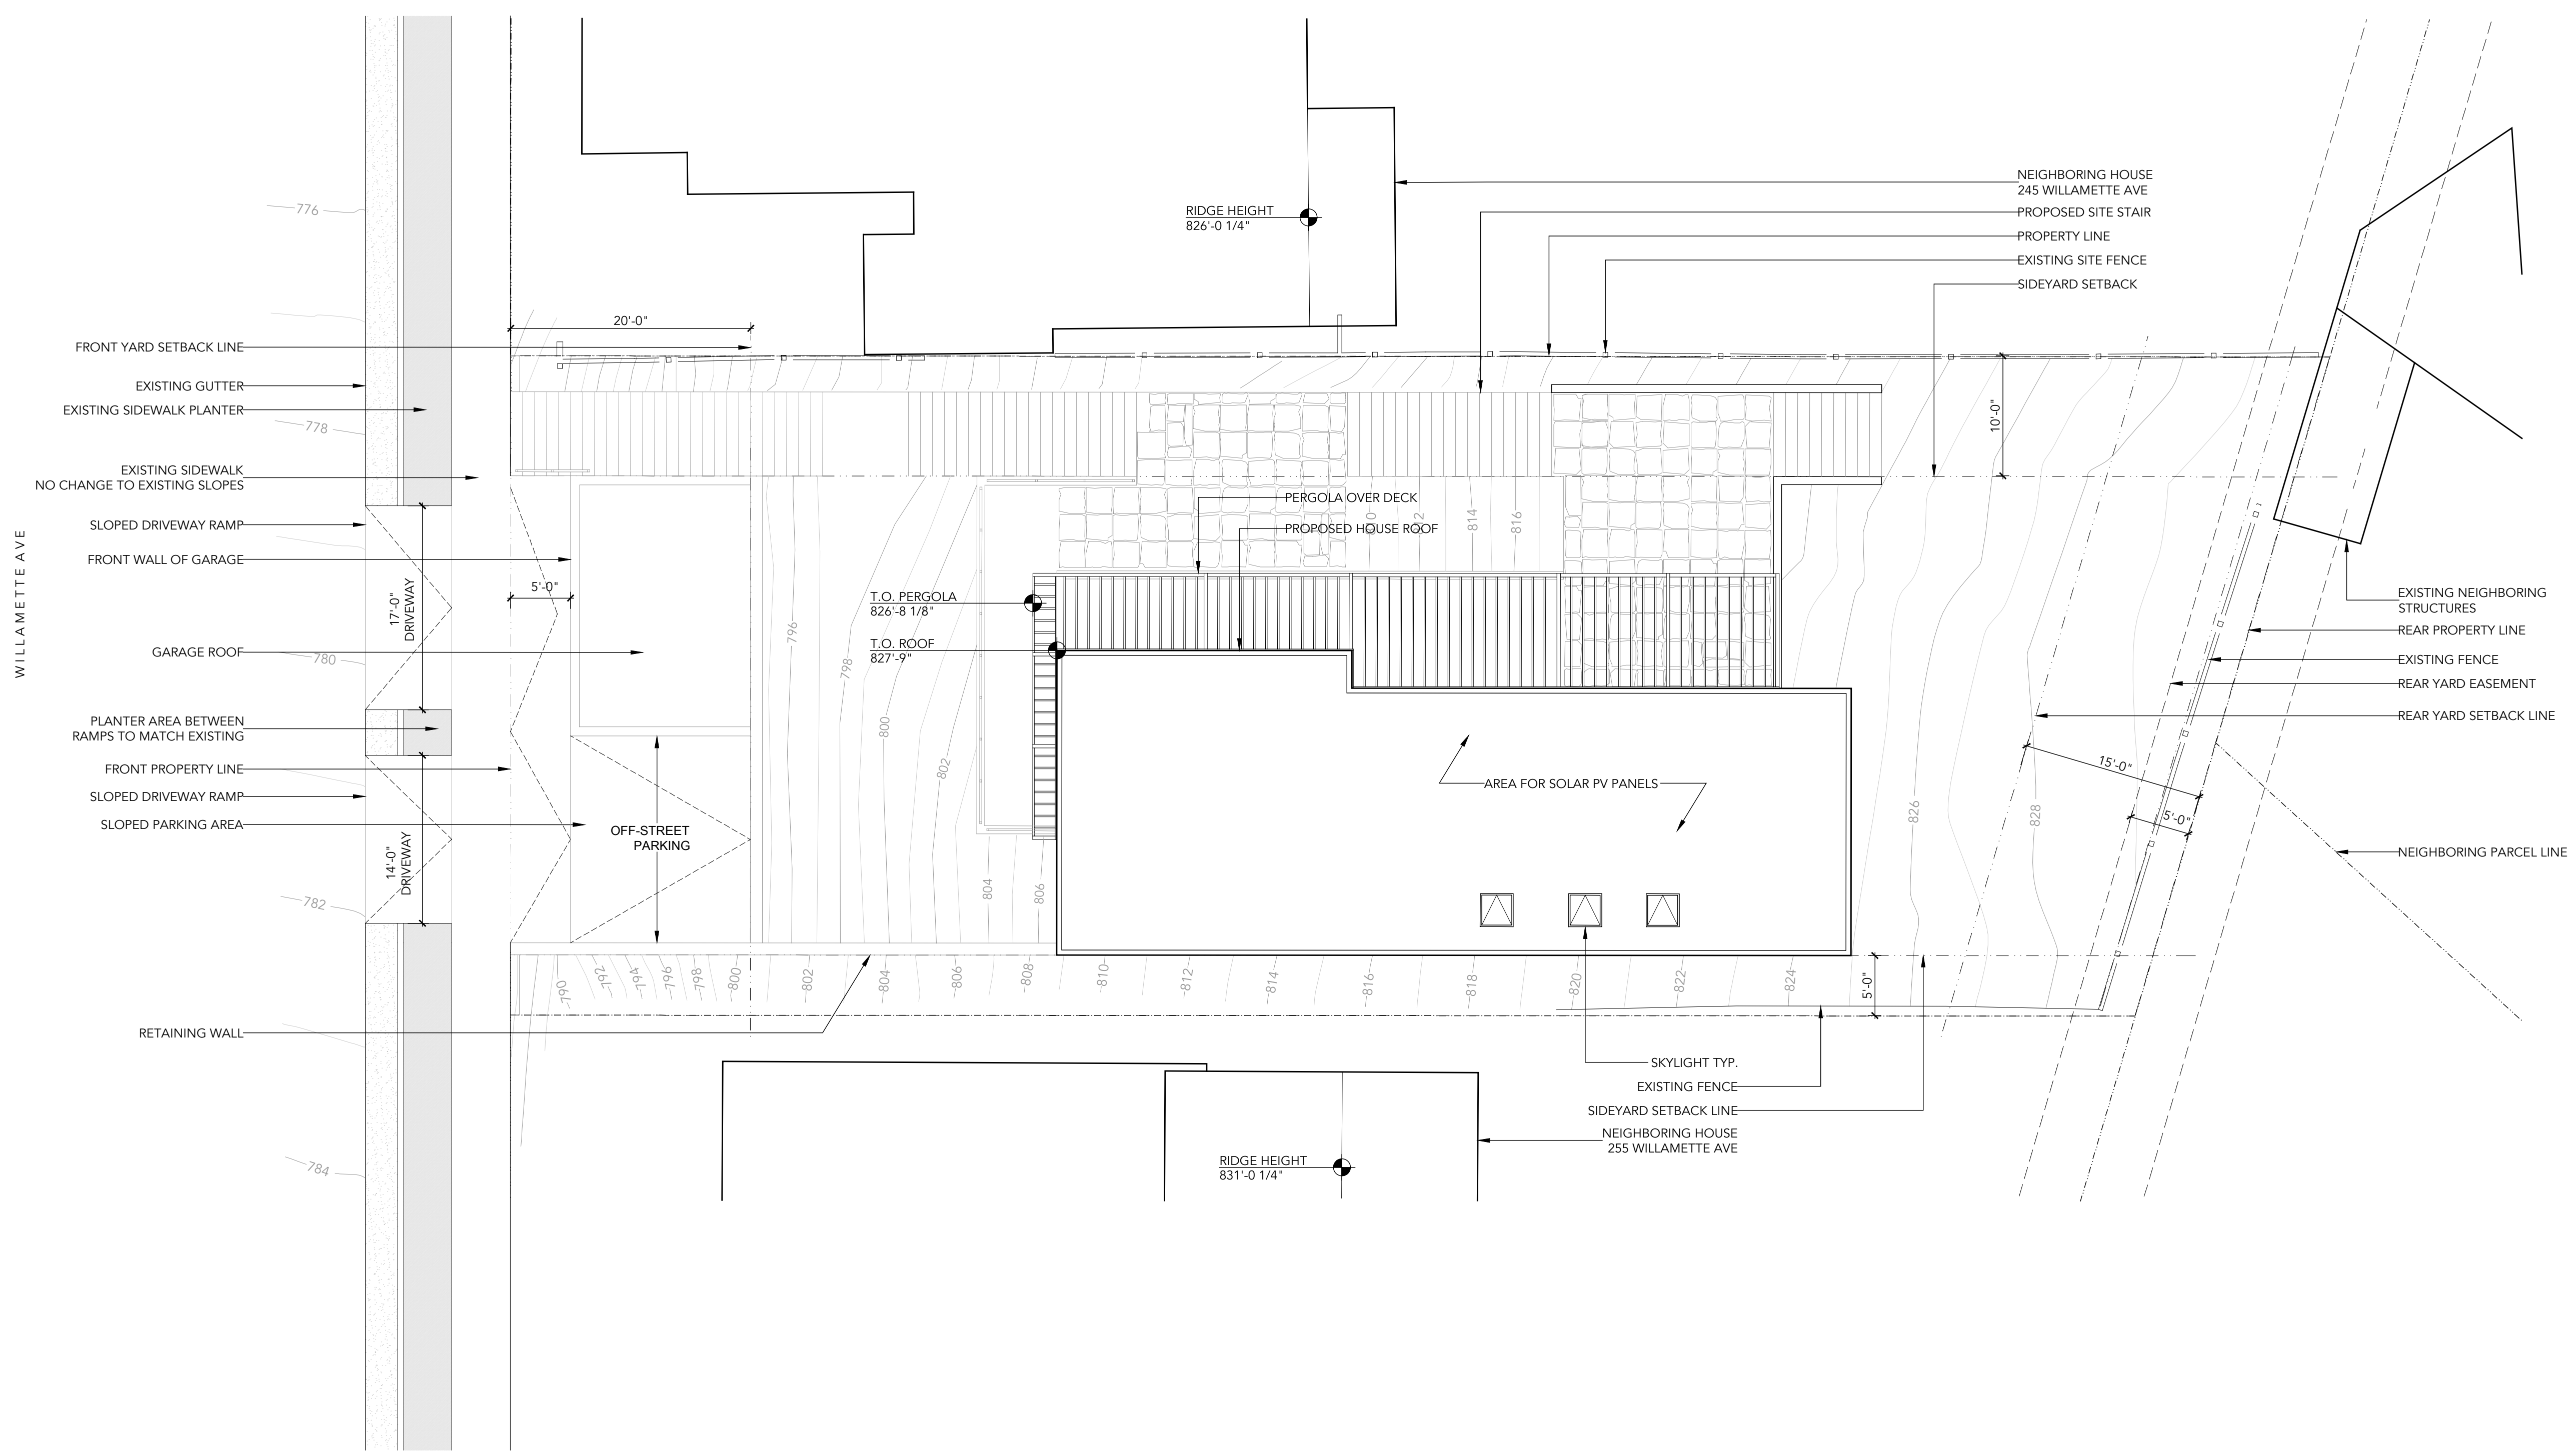 WILLAMETTE AVE
776
778
780
782
784
FRONT YARD SETBACK LINE
EXISTING GUTTER
EXISTING SIDEWALK PLANTER
EXISTING SIDEWALK
NO CHANGE TO EXISTING SLOPES
SLOPED DRIVEWAY RAMP
FRONT WALL OF GARAGE
GARAGE ROOF
PLANTER AREA BETWEEN
RAMPS TO MATCH EXISTING
FRONT PROPERTY LINE
SLOPED DRIVEWAY RAMP
SLOPED PARKING AREA
RETAINING WALL
17'-0"
DRIVEWAY
14'-0"
DRIVEWAY
20'-0"
5'-0"
OFF-STREET
PARKING
RIDGE HEIGHT
826'-0 1/4"
T.O. PERGOLA
826'-8 1/8"
T.O. ROOF
827'-9"
PERGOLA OVER DECK
PROPOSED HOUSE ROOF
AREA FOR SOLAR PV PANELS
796
798
800
802
804
806
810
812
814
816
826
828
790
792
794
796
798
800
802
804
806
808
810
812
814
816
818
820
822
824
NEIGHBORING HOUSE
245 WILLAMETTE AVE
PROPOSED SITE STAIR
PROPERTY LINE
EXISTING SITE FENCE
SIDEYARD SETBACK
10'-0"
15'-0"
5'-0"
5'-0"
EXISTING NEIGHBORING
STRUCTURES
REAR PROPERTY LINE
EXISTING FENCE
REAR YARD EASEMENT
REAR YARD SETBACK LINE
NEIGHBORING PARCEL LINE
SKYLIGHT TYP.
EXISTING FENCE
SIDEYARD SETBACK LINE
NEIGHBORING HOUSE
255 WILLAMETTE AVE
RIDGE HEIGHT
831'-0 1/4"